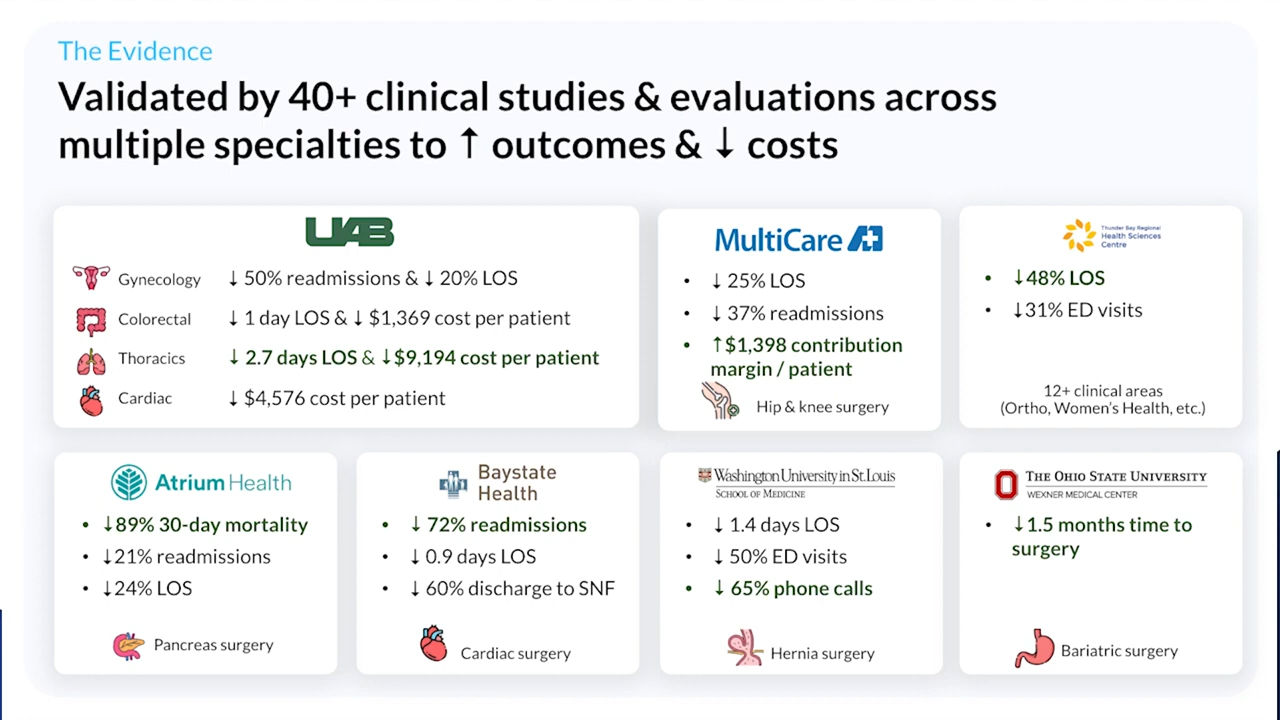 The Evidence
Validated by 40+ clinical studies & evaluations across
multiple specialties to ↑ outcomes & ↓ costs
UAB
Gynecology ↓ 50% readmissions & ↓ 20% LOS
Colorectal ↓ 1 day LOS & ↓ $1,369 cost per patient
Thoracics ↓ 2.7 days LOS & ↓$9,194 cost per patient
Cardiac ↓ $4,576 cost per patient
MultiCare
• ↓ 25% LOS
• ↓ 37% readmissions
• ↑$1,398 contribution
margin / patient
Hip & knee surgery
Thunder Bay Regional
Health Sciences
Centre
• ↓48% LOS
• ↓31% ED visits
12+ clinical areas
(Ortho, Women's Health, etc.)
Atrium Health
• ↓89% 30-day mortality
• ↓21% readmissions
• ↓24% LOS
Pancreas surgery
Baystate
Health
• ↓ 72% readmissions
• ↓ 0.9 days LOS
• ↓ 60% discharge to SNF
Cardiac surgery
Washington University in St. Louis
SCHOOL OF MEDICINE
• ↓ 1.4 days LOS
• ↓ 50% ED visits
• ↓ 65% phone calls
Hernia surgery
THE OHIO STATE UNIVERSITY
WEXNER MEDICAL CENTER
• ↓1.5 months time to
surgery
Bariatric surgery